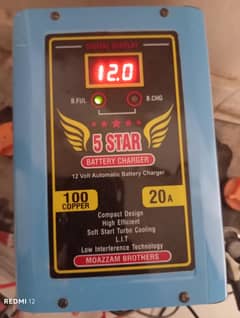 DIGITAL DISPLAY
12.0
B.FUL B.CHG
5 STAR
BATTERY CHARGER
12 Volt Automatic Battery Charger
100 COPPER
20A
Compact Design
High Efficient
Soft Start Turbo Cooling
L.I.T
Low Interference Technology
MOAZZAM BROTHERS
REDMI 12